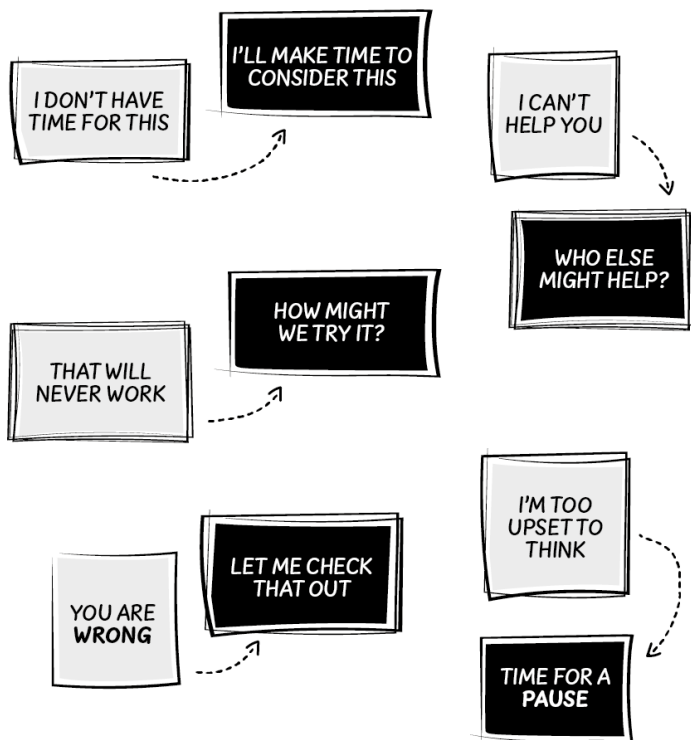 I DON'T HAVE
TIME FOR THIS
I'LL MAKE TIME TO
CONSIDER THIS
I CAN'T
HELP YOU
WHO ELSE
MIGHT HELP?
THAT WILL
NEVER WORK
HOW MIGHT
WE TRY IT?
YOU ARE
WRONG
LET ME CHECK
THAT OUT
I'M TOO
UPSET TO
THINK
TIME FOR A
PAUSE